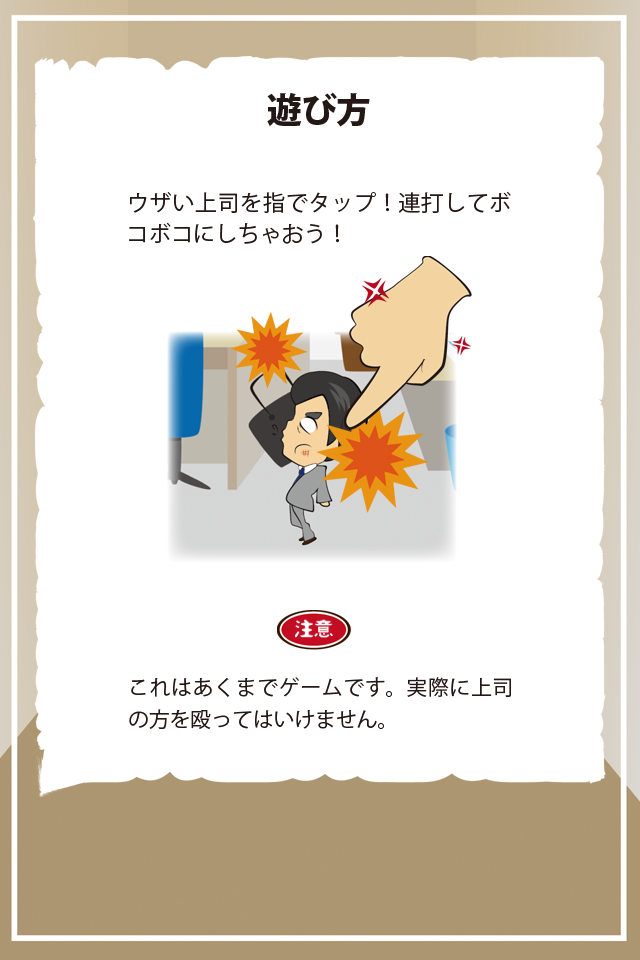 遊び方
ウザい上司を指でタップ！連打してボ
コボコにしちゃおう！
注意
これはあくまでゲームです。実際に上司
の方を殴ってはいけません。